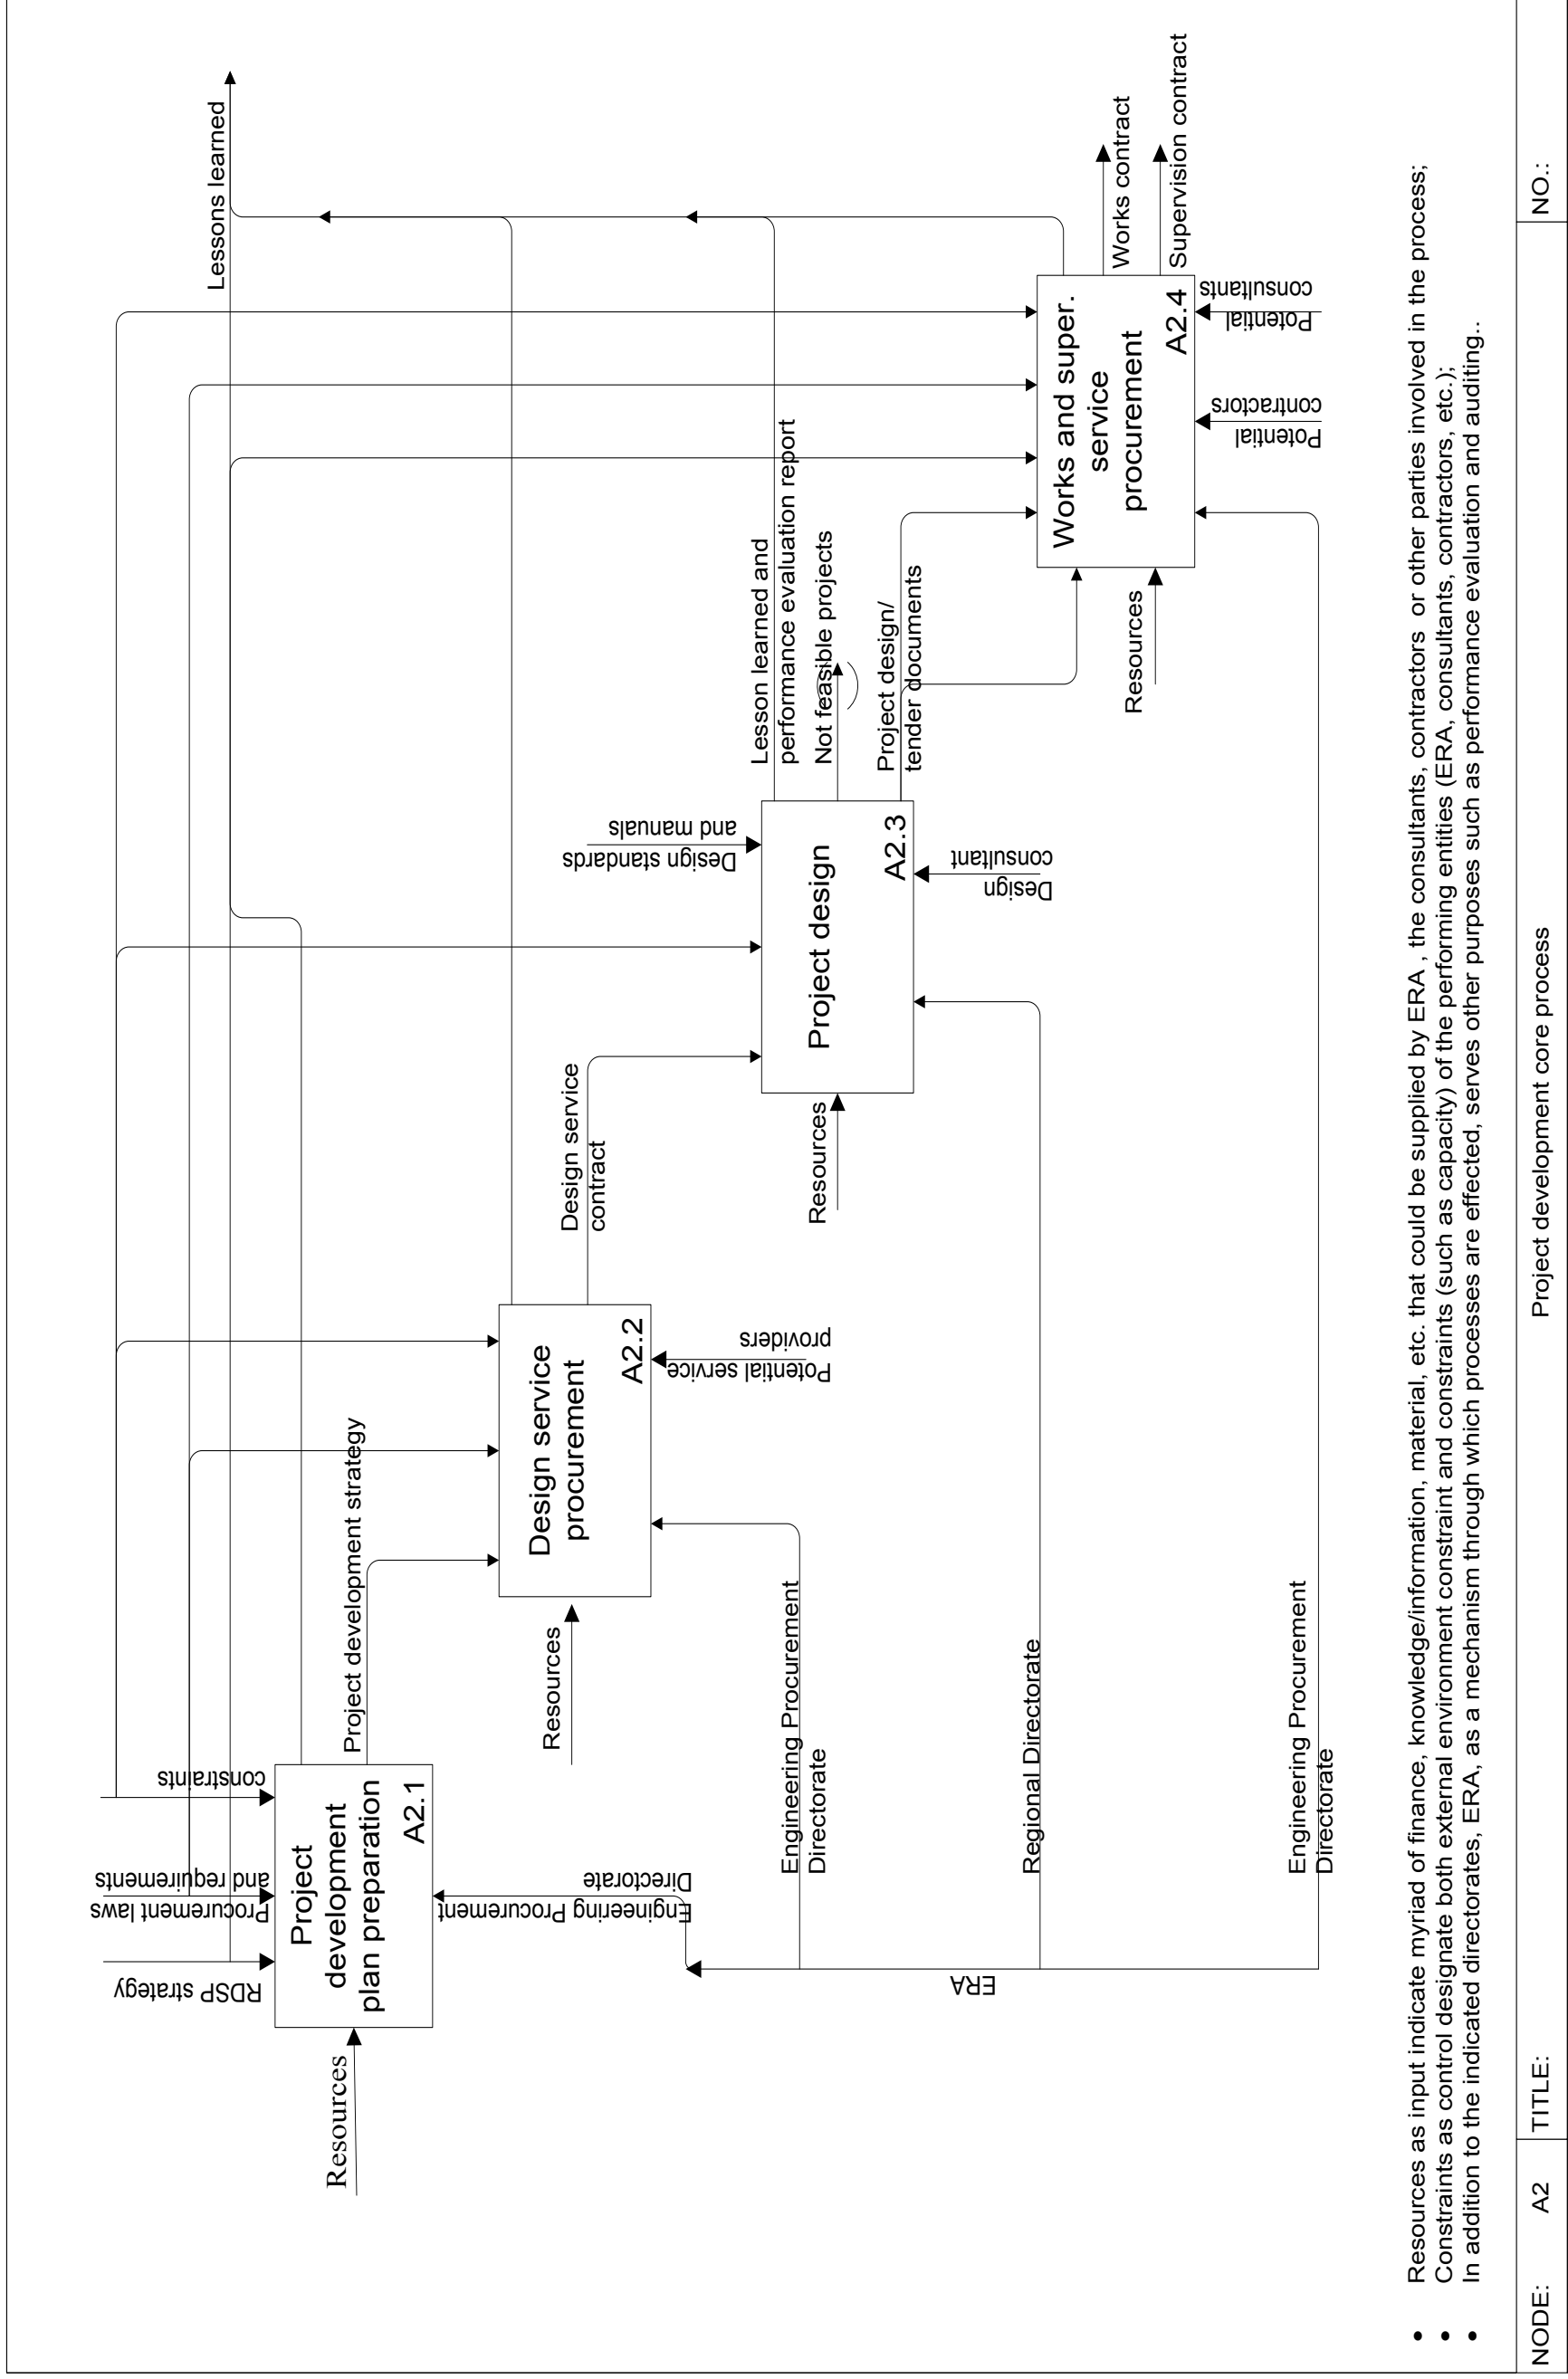 Lessons learned
RDSP strategy
Procurement laws
and requirements
constraints
Resources
Project
development
plan preparation
A2.1
Project development strategy
Engineering Procurement
Directorate
Resources
Design service
procurement
A2.2
Design service
contract
Potential service
providers
Engineering Procurement
Directorate
Design standards
and manuals
Resources
Project design
A2.3
Design
consultant
Lesson learned and
performance evaluation report
Not feasible projects
Project design/
tender documents
Regional Directorate
ERA
Resources
Works and super.
service
procurement
A2.4
Potential
contractors
Potential
consultants
Works contract
Supervision contract
Engineering Procurement
Directorate
• Resources as input indicate myriad of finance, knowledge/information, material, etc. that could be supplied by ERA , the consultants, contractors or other parties involved in the process;
• Constraints as control designate both external environment constraint and constraints (such as capacity) of the performing entities (ERA, consultants, contractors, etc.);
• In addition to the indicated directorates, ERA, as a mechanism through which processes are effected, serves other purposes such as performance evaluation and auditing..
NODE: A2 TITLE: Project development core process NO.: